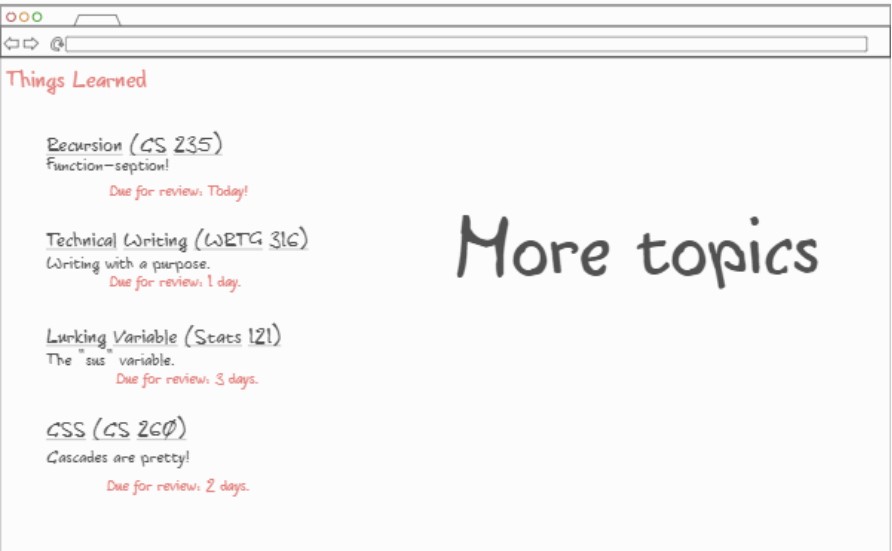 Things Learned
Recursion (CS 235)
Function-seption!
Due for review: Today!
Technical Writing (WRTG 316)
Writing with a purpose.
Due for review: 1 day.
Lurking Variable (Stats 121)
The "sus" variable.
Due for review: 3 days.
CSS (CS 260)
Cascades are pretty!
Due for review: 2 days.
More topics